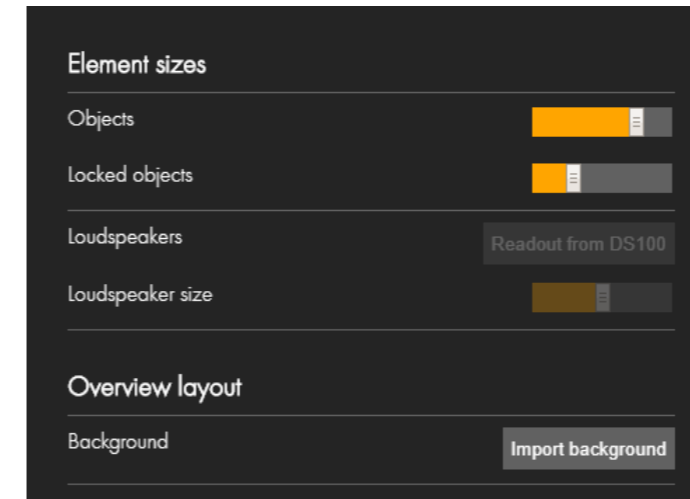 Element sizes
Objects
Locked objects
Loudspeakers
Readout from DS100
Loudspeaker size
Overview layout
Background
Import background